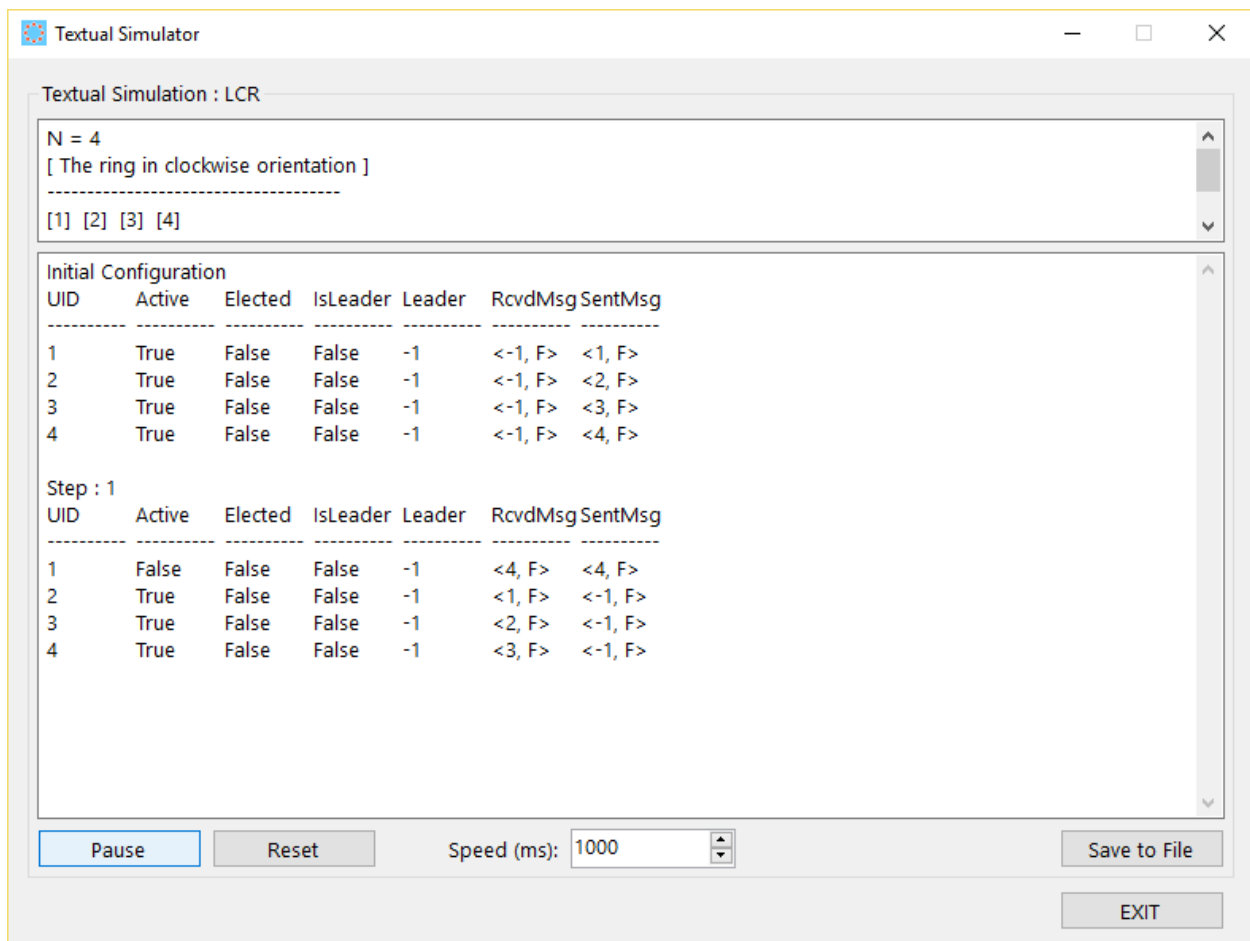 Textual Simulator
Textual Simulation : LCR
N = 4
[ The ring in clockwise orientation ]
-------------------------------------
[1] [2] [3] [4]
Initial Configuration
UID Active Elected IsLeader Leader RcvdMsg SentMsg
---------- ---------- ---------- ---------- ---------- ---------- ----------
1 True False False -1 <-1, F> <1, F>
2 True False False -1 <-1, F> <2, F>
3 True False False -1 <-1, F> <3, F>
4 True False False -1 <-1, F> <4, F>
Step : 1
UID Active Elected IsLeader Leader RcvdMsg SentMsg
---------- ---------- ---------- ---------- ---------- ---------- ----------
1 False False False -1 <4, F> <4, F>
2 True False False -1 <1, F> <-1, F>
3 True False False -1 <2, F> <-1, F>
4 True False False -1 <3, F> <-1, F>
Pause Reset Speed (ms): 1000 Save to File
EXIT